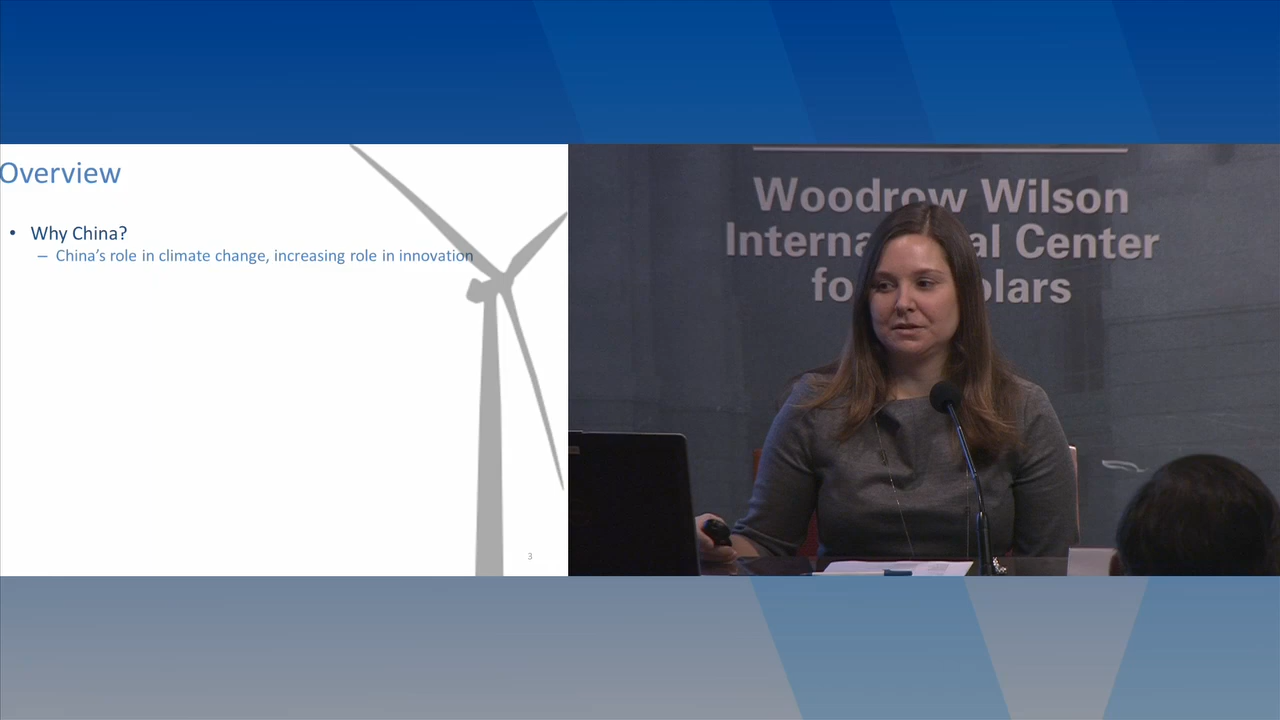 Overview
• Why China?
– China's role in climate change, increasing role in innovation
3
Woodrow Wilson
Interna al Center
fo olars